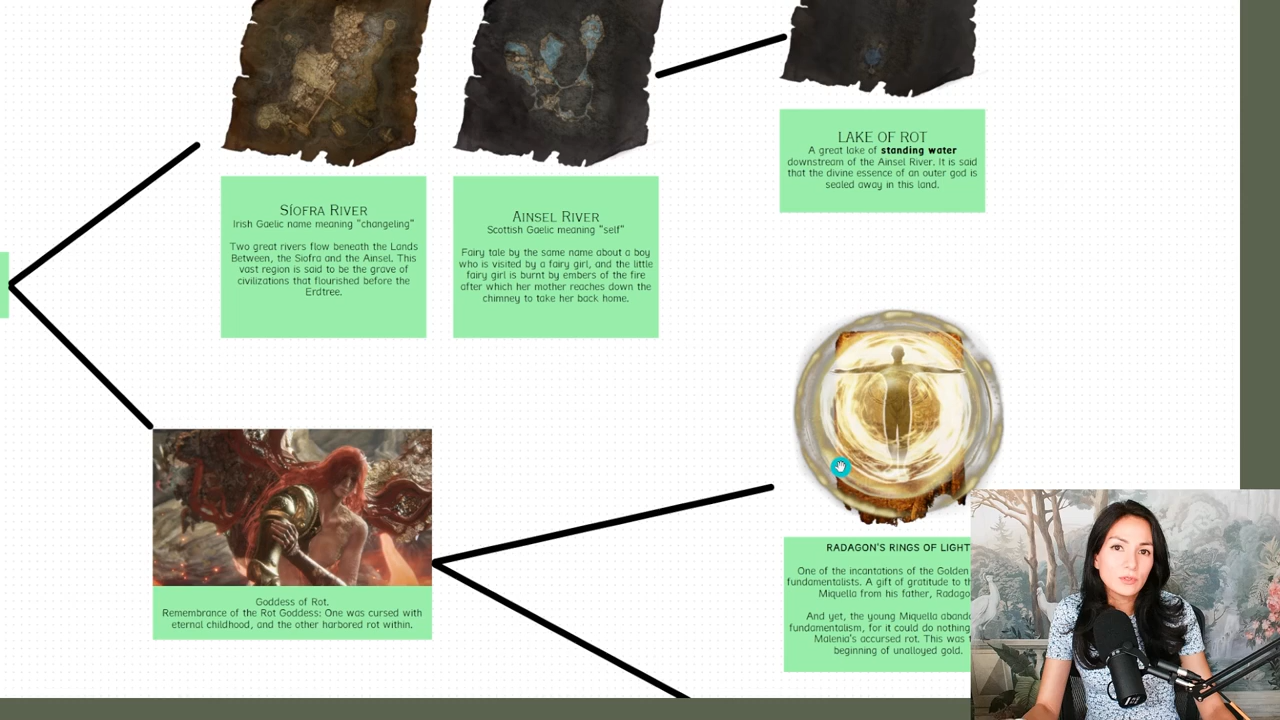 SÍOFRA RIVER
Irish Gaelic name meaning "changeling"
Two great rivers flow beneath the Lands
Between, the Siofra and the Ainsel. This
vast region is said to be the grave of
civilizations that flourished before the
Erdtree.
AINSEL RIVER
Scottish Gaelic meaning "self"
Fairy tale by the same name about a boy
who is visited by a fairy girl, and the little
fairy girl is burnt by embers of the fire
after which her mother reaches down the
chimney to take her back home.
LAKE OF ROT
A great lake of standing water
downstream of the Ainsel River. It is said
that the divine essence of an outer god is
sealed away in this land.
Goddess of Rot.
Remembrance of the Rot Goddess: One was cursed with
eternal childhood, and the other harbored rot within.
RADAGON'S RINGS OF LIGHT
One of the incantations of the Golden
fundamentalists. A gift of gratitude to
Miquella from his father,
And yet, the young Miquella
fundamentalism, for it could do nothing
Malenia's accursed rot. This was
beginning of unalloyed gold.